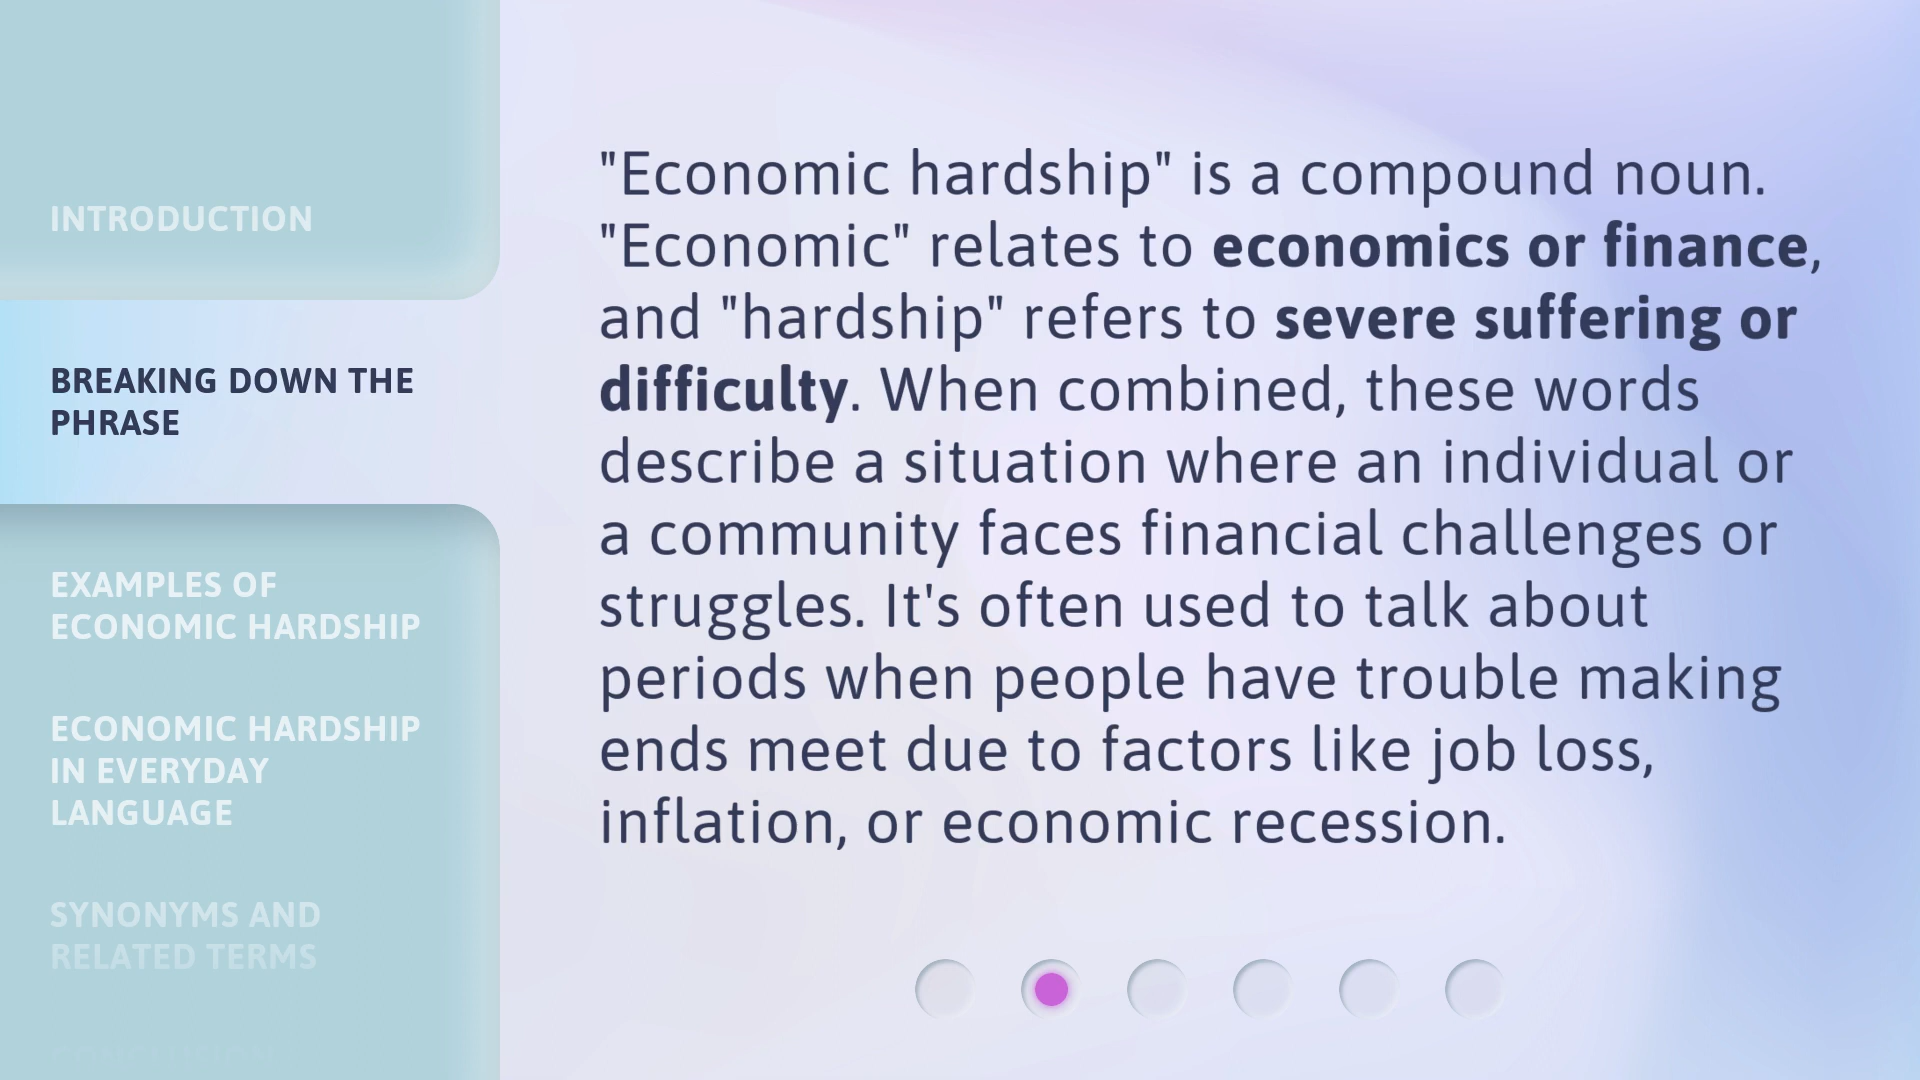 INTRODUCTION
BREAKING DOWN THE
PHRASE
EXAMPLES OF
ECONOMIC HARDSHIP
ECONOMIC HARDSHIP
IN EVERYDAY
LANGUAGE
SYNONYMS AND
RELATED TERMS
CONCLUSION
"Economic hardship" is a compound noun.
"Economic" relates to economics or finance,
and "hardship" refers to severe suffering or
difficulty. When combined, these words
describe a situation where an individual or
a community faces financial challenges or
struggles. It's often used to talk about
periods when people have trouble making
ends meet due to factors like job loss,
inflation, or economic recession.